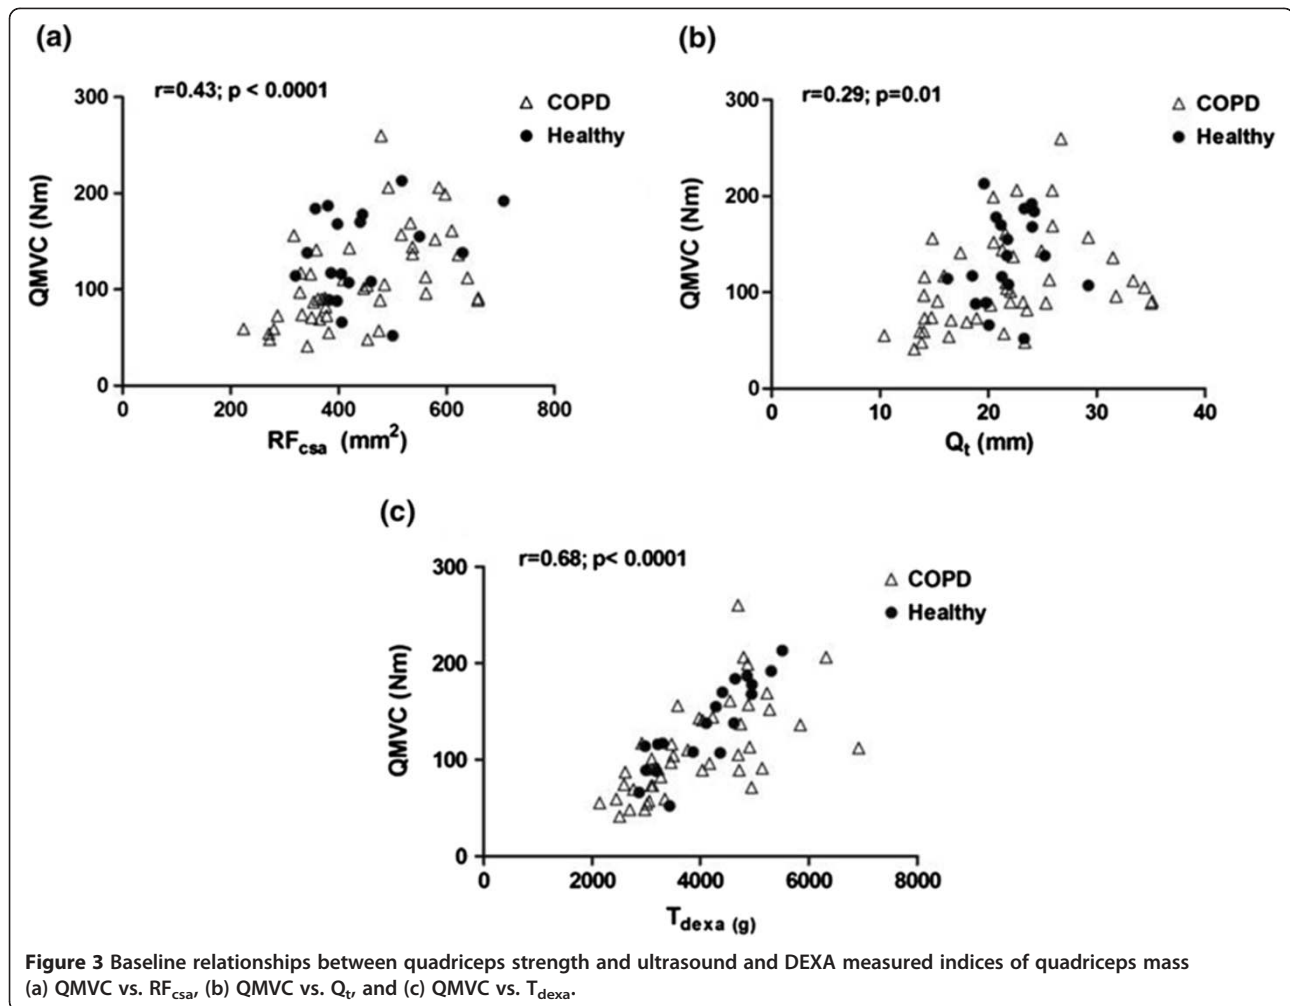 (a)
r=0.43; p < 0.0001
COPD
Healthy
QMVC (Nm)
300
200
100
0
0 200 400 600 800
RFcsa (mm²)
(b)
r=0.29; p=0.01
COPD
Healthy
QMVC (Nm)
300
200
100
0
0 10 20 30 40
Qt (mm)
(c)
r=0.68; p< 0.0001
COPD
Healthy
QMVC (Nm)
300
200
100
0
0 2000 4000 6000 8000
Tdexa (g)
Figure 3 Baseline relationships between quadriceps strength and ultrasound and DEXA measured indices of quadriceps mass
(a) QMVC vs. RFcsa, (b) QMVC vs. Qt, and (c) QMVC vs. Tdexa.